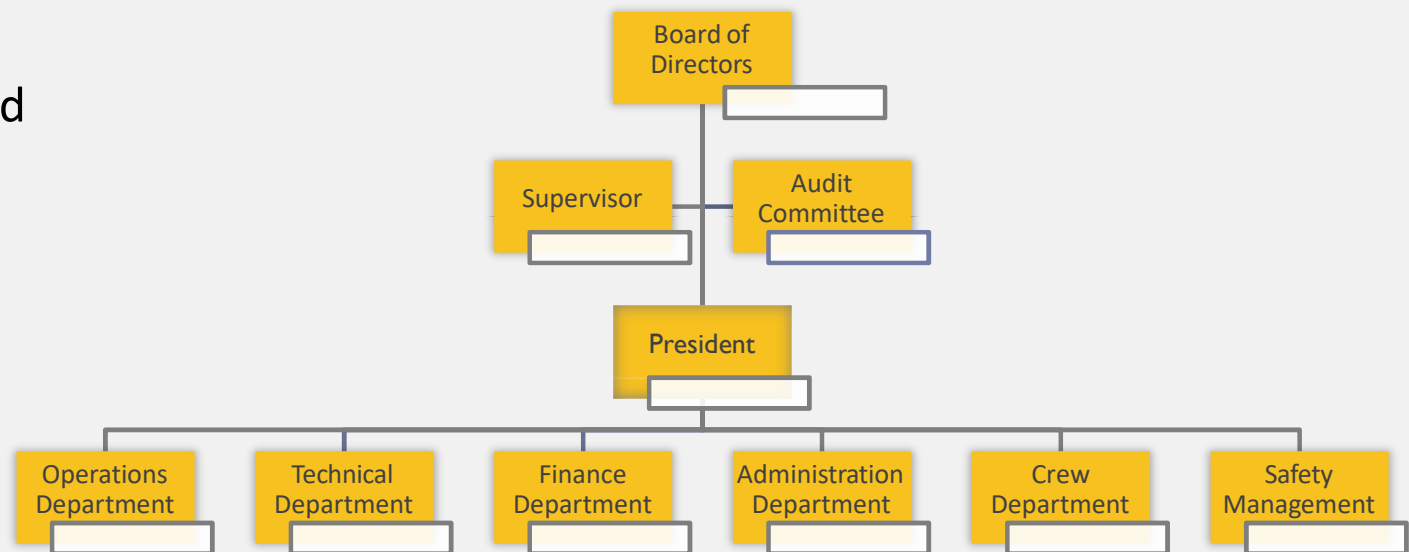 d
Board of
Directors
Supervisor
Audit
Committee
President
Operations
Department
Technical
Department
Finance
Department
Administration
Department
Crew
Department
Safety
Management